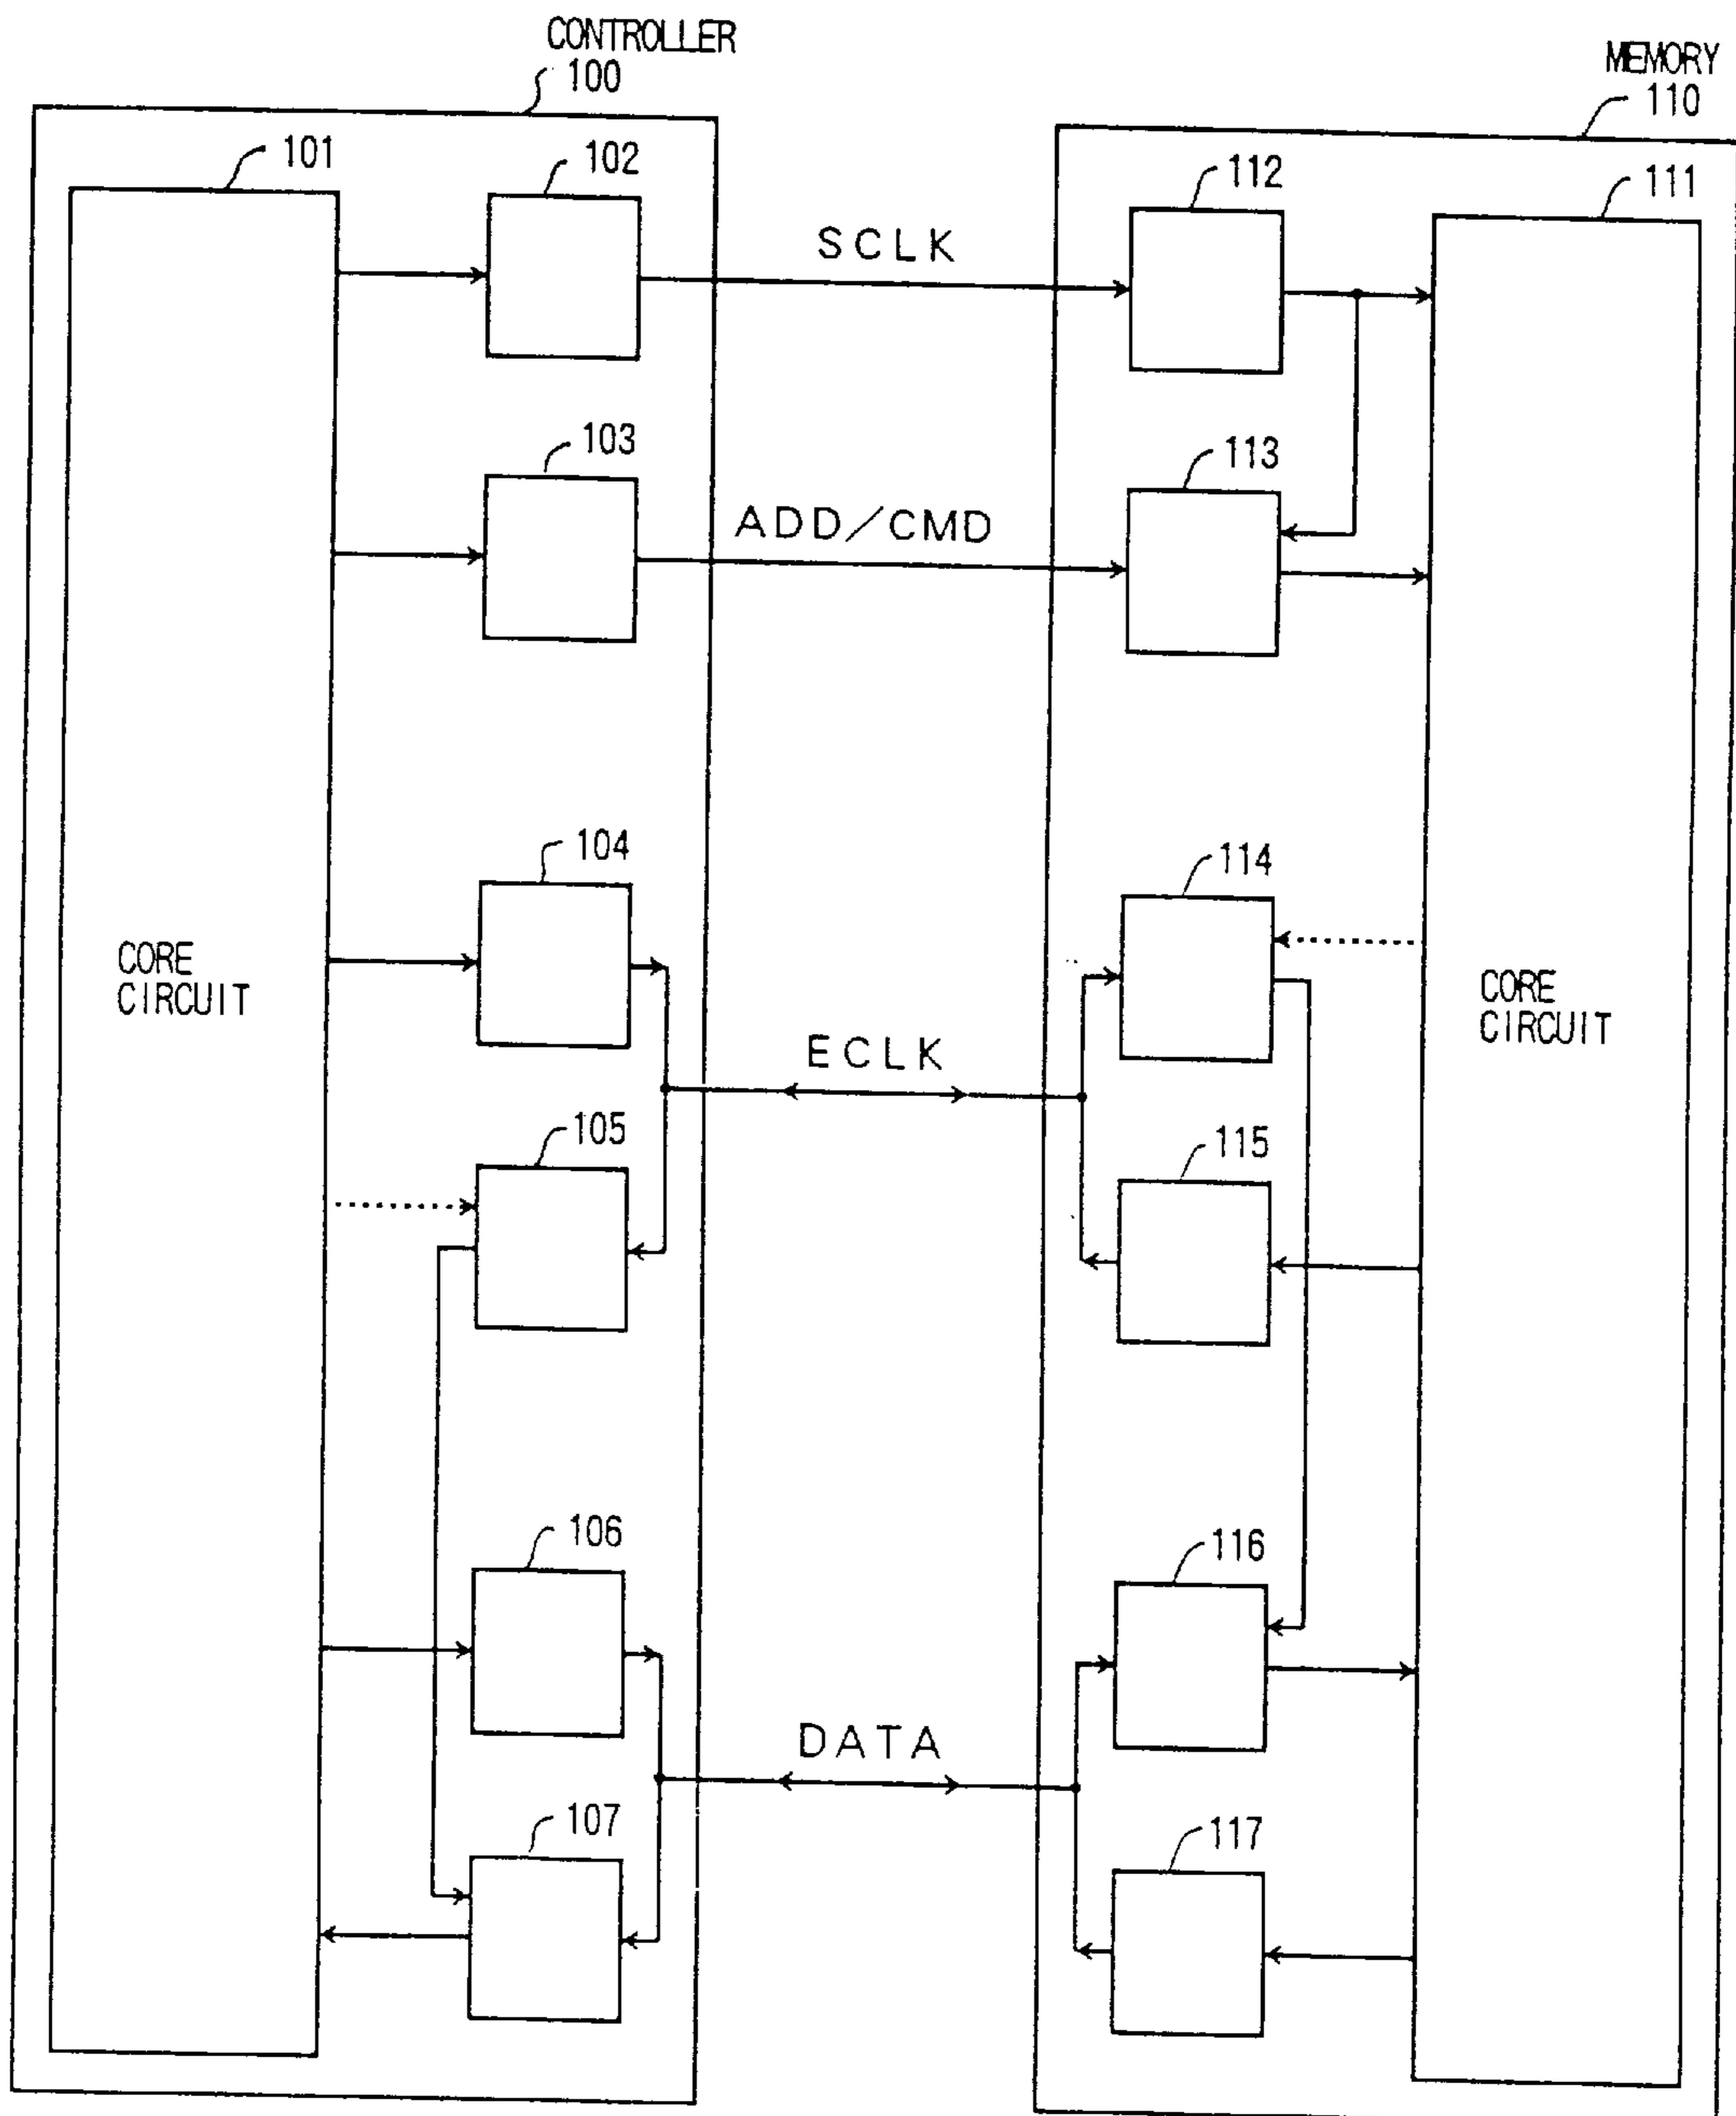 CONTROLLER
100
MEMORY
110
101
102
112
111
SCLK
103
113
ADD/CMD
104
114
CORE
CIRCUIT
CORE
CIRCUIT
ECLK
105
115
106
116
DATA
107
117